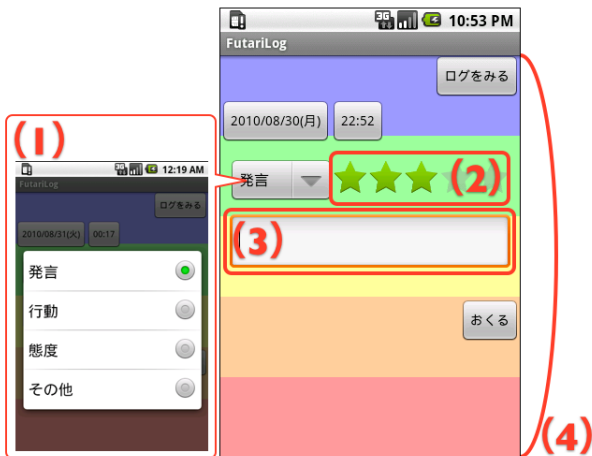 10:53 PM
FutariLog
ログをみる
2010/08/30(月) 22:52
発言
(2)
(3)
おくる
(4)
(1)
12:19 AM
FutariLog
ログをみる
2010/08/31(火) 00:17
発言
行動
態度
その他